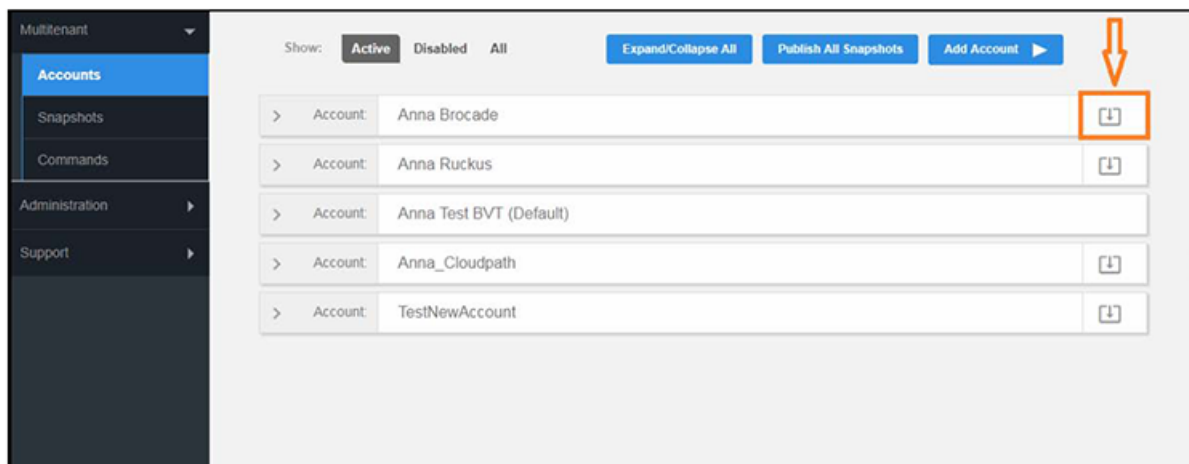 Multitenant
Accounts
Snapshots
Commands
Administration
Support
Show: Active Disabled All Expand/Collapse All Publish All Snapshots Add Account
Account: Anna Brocade
Account: Anna Ruckus
Account: Anna Test BVT (Default)
Account: Anna_Cloudpath
Account: TestNewAccount